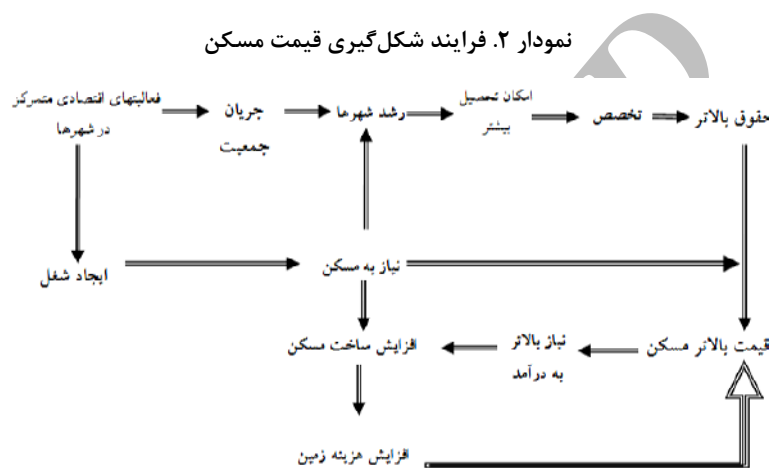 نمودار ۲. فرایند شکل‌گیری قیمت مسکن
فعالیتهای اقتصادی متمرکز
در شهرها
جریان
جمعیت
رشد شهرها
امکان تحصیل
بیشتر
تخصص
حقوق بالاتر
ایجاد شغل
نیاز به مسکن
افزایش ساخت مسکن
نیاز بالاتر
به درآمد
قیمت بالاتر مسکن
افزایش هزینه زمین